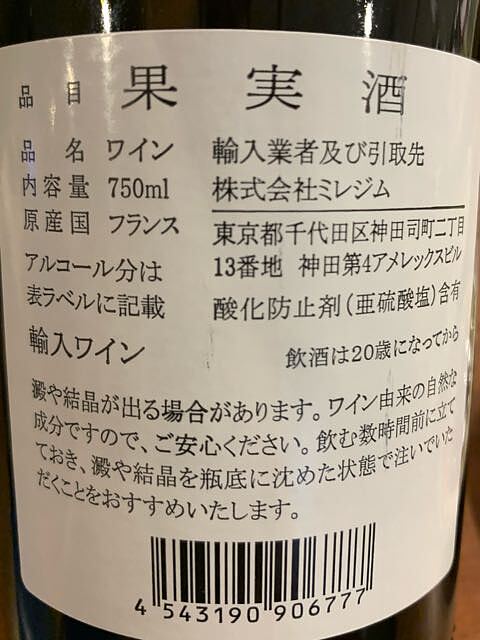 品目 果実酒
品名 ワイン
内容量 750ml
原産国 フランス
アルコール分は
表ラベルに記載
輸入ワイン
輸入業者及び引取先
株式会社ミレジム
東京都千代田区神田司町二丁目
13番地 神田第4アメレックスビル
酸化防止剤(亜硫酸塩)含有
飲酒は20歳になってから
澱や結晶が出る場合があります。ワイン由来の自然な
成分ですので、ご安心ください。飲む数時間前に立て
ておき、澱や結晶を瓶底に沈めた状態で注いでいた
だくことをおすすめいたします。
4 543190 906777